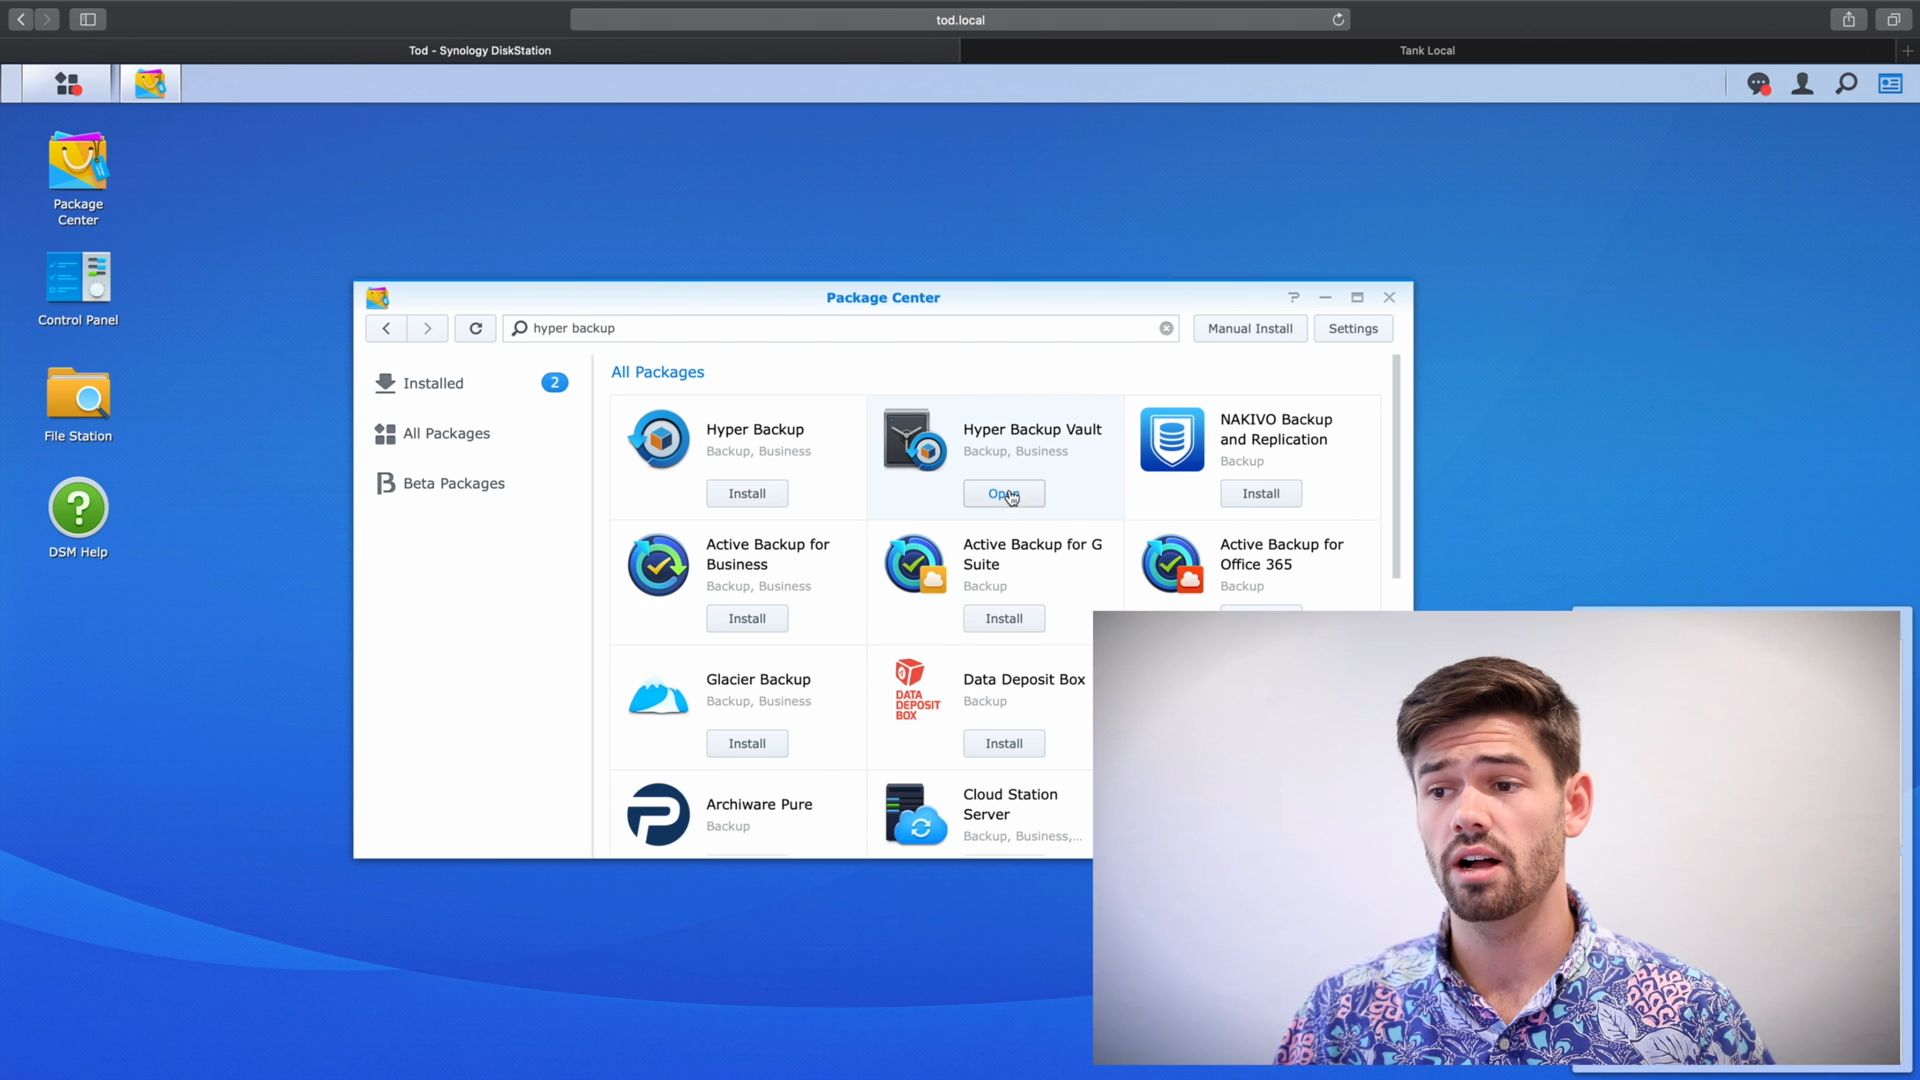 tod.local
Tod - Synology DiskStation
Tank Local
Package
Center
Control Panel
File Station
DSM Help
Package Center
hyper backup
Manual Install
Settings
Installed
2
All Packages
Beta Packages
All Packages
Hyper Backup
Backup, Business
Install
Hyper Backup Vault
Backup, Business
Open
NAKIVO Backup
and Replication
Backup
Install
Active Backup for
Business
Backup, Business
Install
Active Backup for G
Suite
Backup
Install
Active Backup for
Office 365
Backup
Glacier Backup
Backup, Business
Install
DATA
DEPOSIT
BOX
Data Deposit Box
Backup
Install
Archiware Pure
Backup
Cloud Station
Server
Backup, Business,...